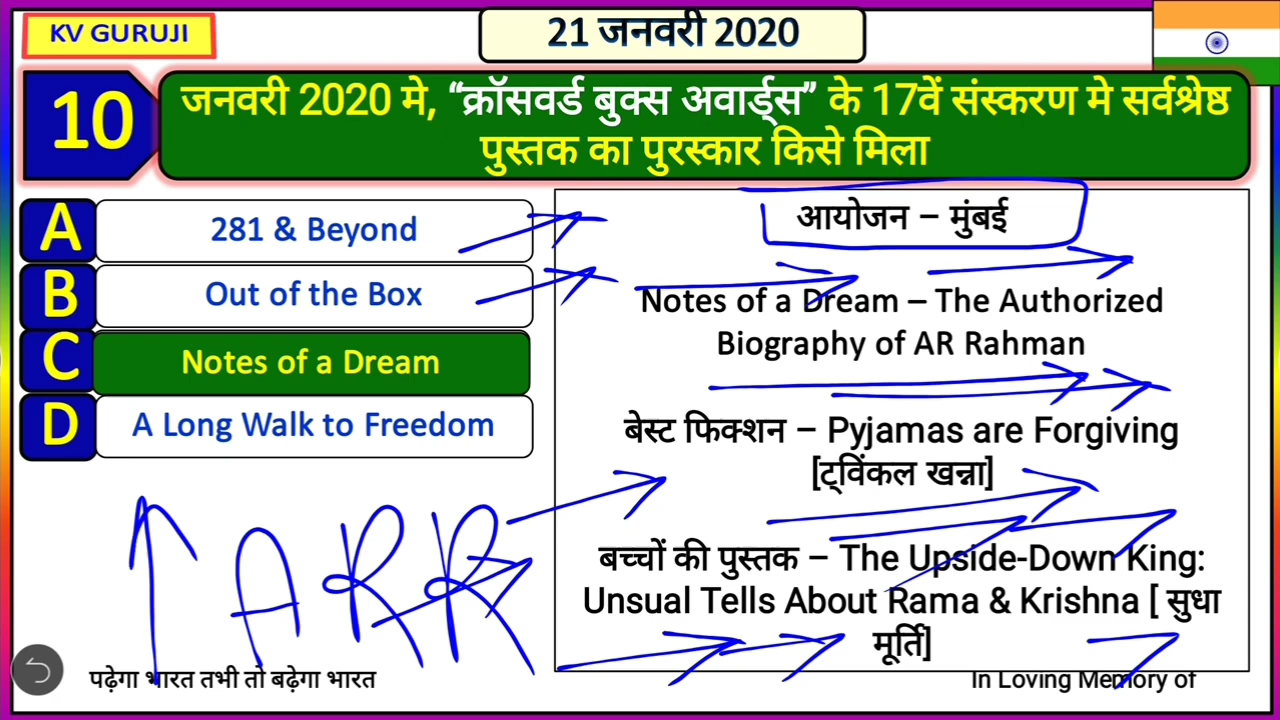 KV GURUJI
21 जनवरी 2020
10
जनवरी 2020 मे, “क्रॉसवर्ड बुक्स अवार्ड्स” के 17वें संस्करण मे सर्वश्रेष्ठ
पुस्तक का पुरस्कार किसे मिला
A 281 & Beyond
B Out of the Box
C Notes of a Dream
D A Long Walk to Freedom
आयोजन – मुंबई
Notes of a Dream – The Authorized
Biography of AR Rahman
बेस्ट फिक्शन – Pyjamas are Forgiving
[ट्विंकल खन्ना]
बच्चों की पुस्तक – The Upside-Down King:
Unsual Tells About Rama & Krishna [ सुधा
मूर्ति]
ARR
पढ़ेगा भारत तभी तो बढ़ेगा भारत
In Loving Memory of